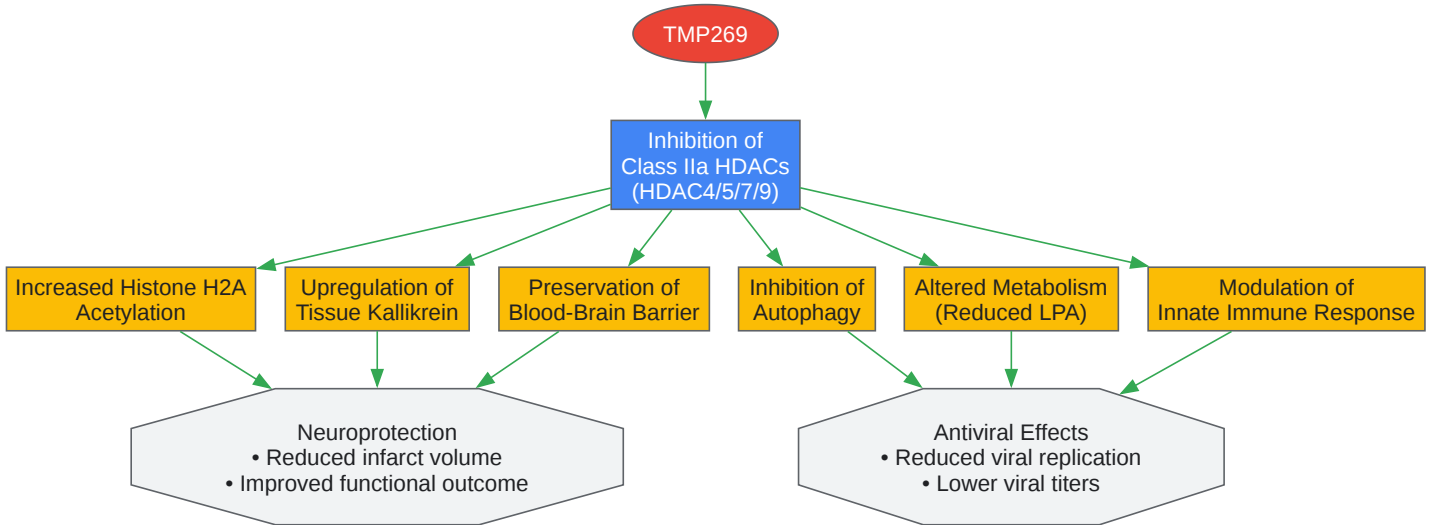 TMP269
Inhibition of
Class IIa HDACs
(HDAC4/5/7/9)
Increased Histone H2A
Acetylation
Upregulation of
Tissue Kallikrein
Preservation of
Blood-Brain Barrier
Inhibition of
Autophagy
Altered Metabolism
(Reduced LPA)
Modulation of
Innate Immune Response
Neuroprotection
• Reduced infarct volume
• Improved functional outcome
Antiviral Effects
• Reduced viral replication
• Lower viral titers